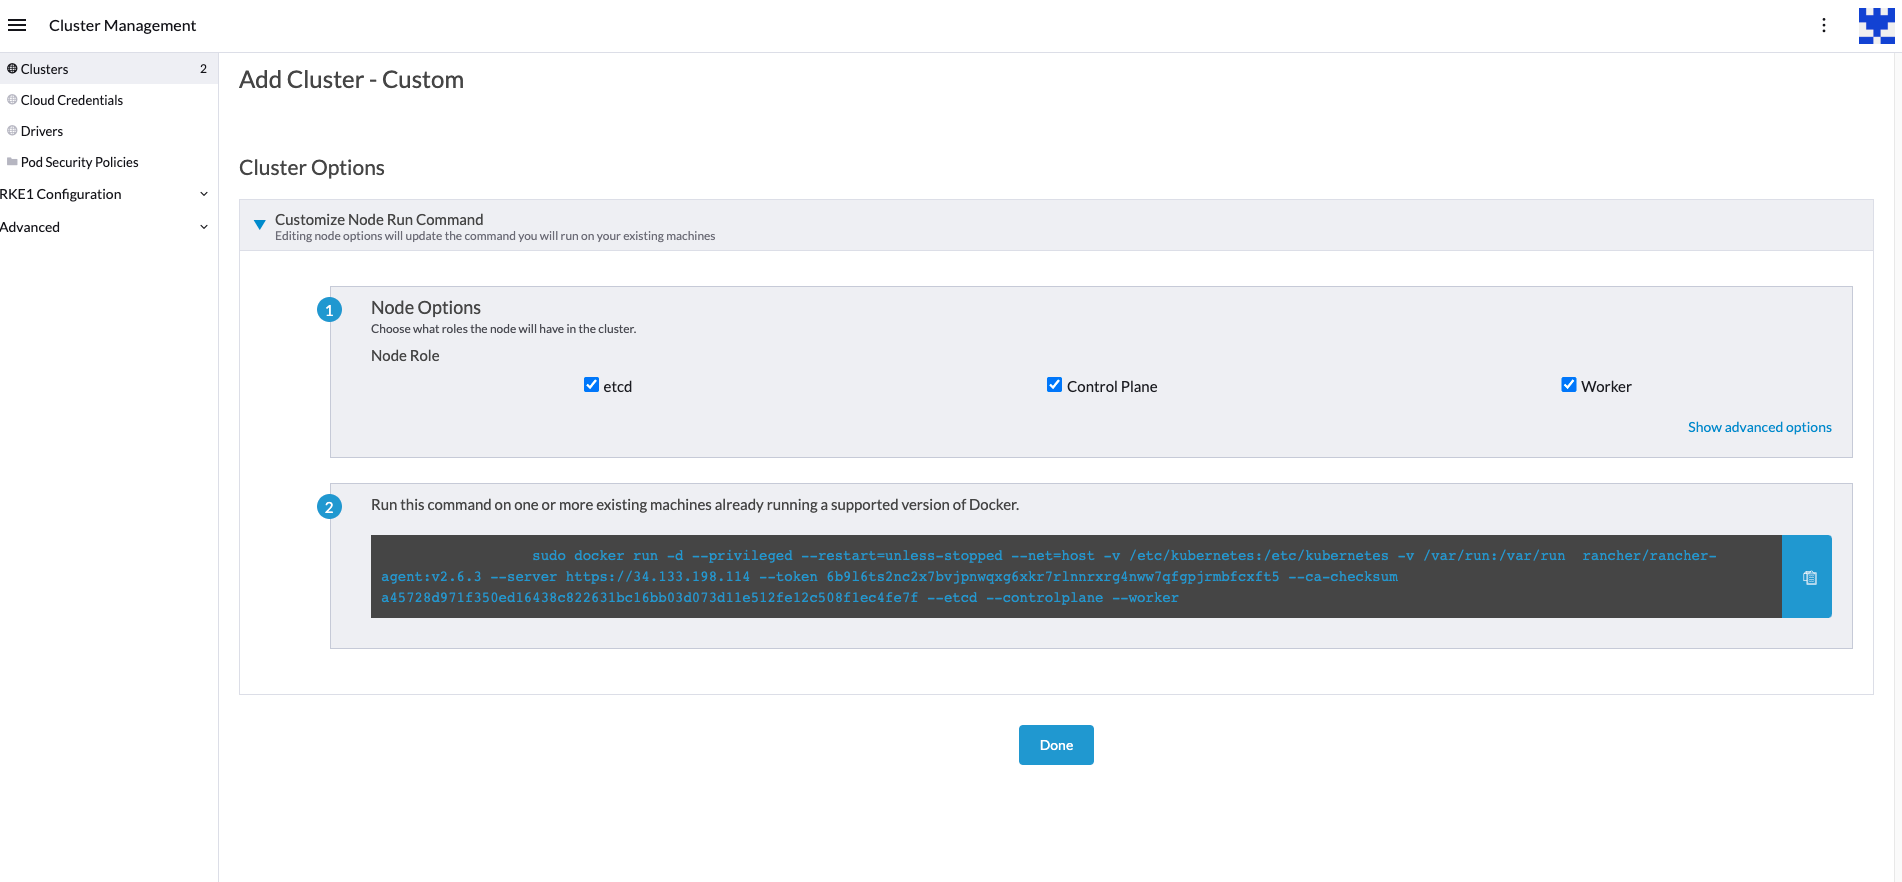 Cluster Management
Clusters 2
Cloud Credentials
Drivers
Pod Security Policies
RKE1 Configuration
Advanced
Add Cluster - Custom
Cluster Options
Customize Node Run Command
Editing node options will update the command you will run on your existing machines
1
Node Options
Choose what roles the node will have in the cluster.
Node Role
etcd Control Plane Worker
Show advanced options
2
Run this command on one or more existing machines already running a supported version of Docker.
sudo docker run -d --privileged --restart=unless-stopped --net=host -v /etc/kubernetes:/etc/kubernetes -v /var/run:/var/run rancher/rancher-
agent:v2.6.3 --server https://34.133.198.114 --token 6b9l6ts2nc2x7bvjpnwqxg6xkr7rlnnrxrg4nww7qfgpjrmbfcxft5 --ca-checksum
a45728d971f350ed16438c822631bc16bb03d073d11e512fe12c508f1ec4fe7f --etcd --controlplane --worker
Done